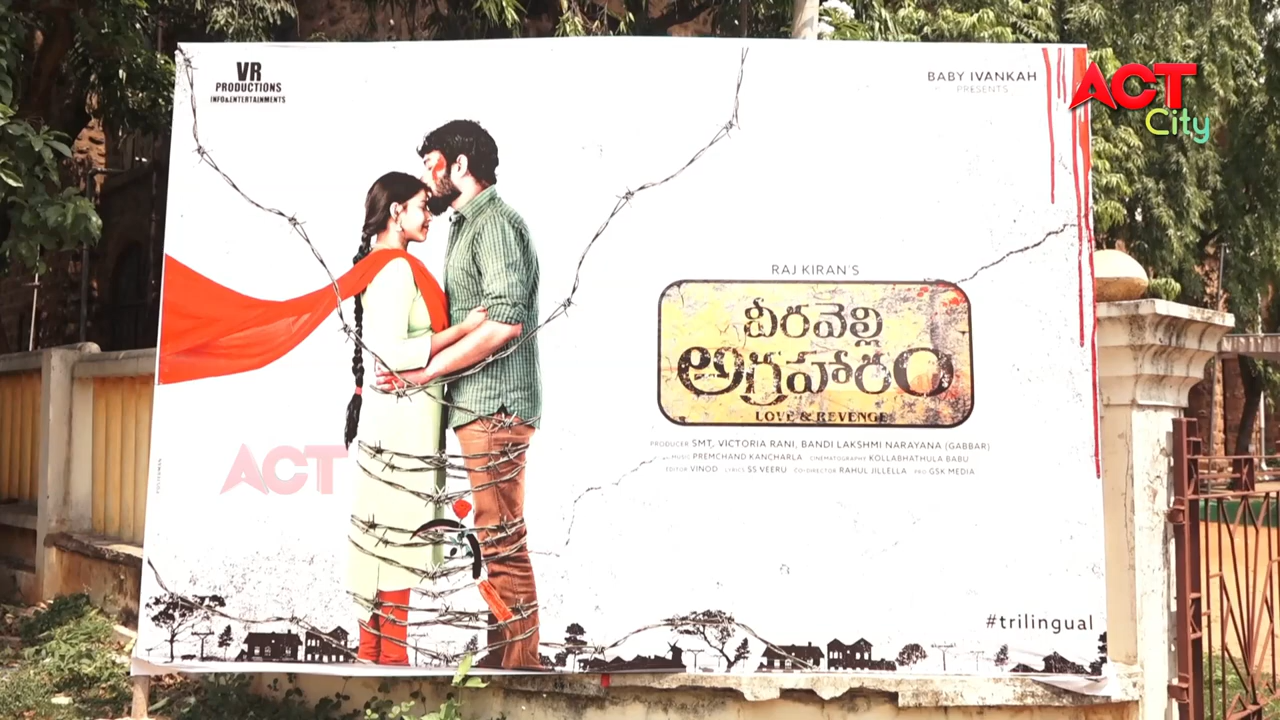 VR
PRODUCTIONS
INFO&ENTERTAINMENTS
BABY IVANKAH
PRESENTS
ACT
City
RAJ KIRAN'S
వీరవెల్లి
అగ్రహారం
LOVE & REVENGE
PRODUCER SMT, VICTORIA RANI, BANDI LAKSHMI NARAYANA (GABBAR)
MUSIC PREMCHAND KANCHARLA CINEMATOGRAPHY KOLLABHATHULA BABU
EDITOR VINOD LYRICS SS VEERU CO-DIRECTOR RAHUL JILLELLA PRO GSK MEDIA
ACT
#trilingual